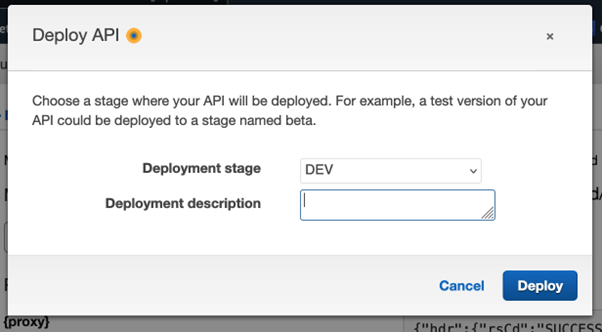 Deploy API
×
Choose a stage where your API will be deployed. For example, a test version of your
API could be deployed to a stage named beta.
Deployment stage
DEV
Deployment description
Cancel
Deploy
{proxy}
{"hdr":{"rsCd":"SUCCESS